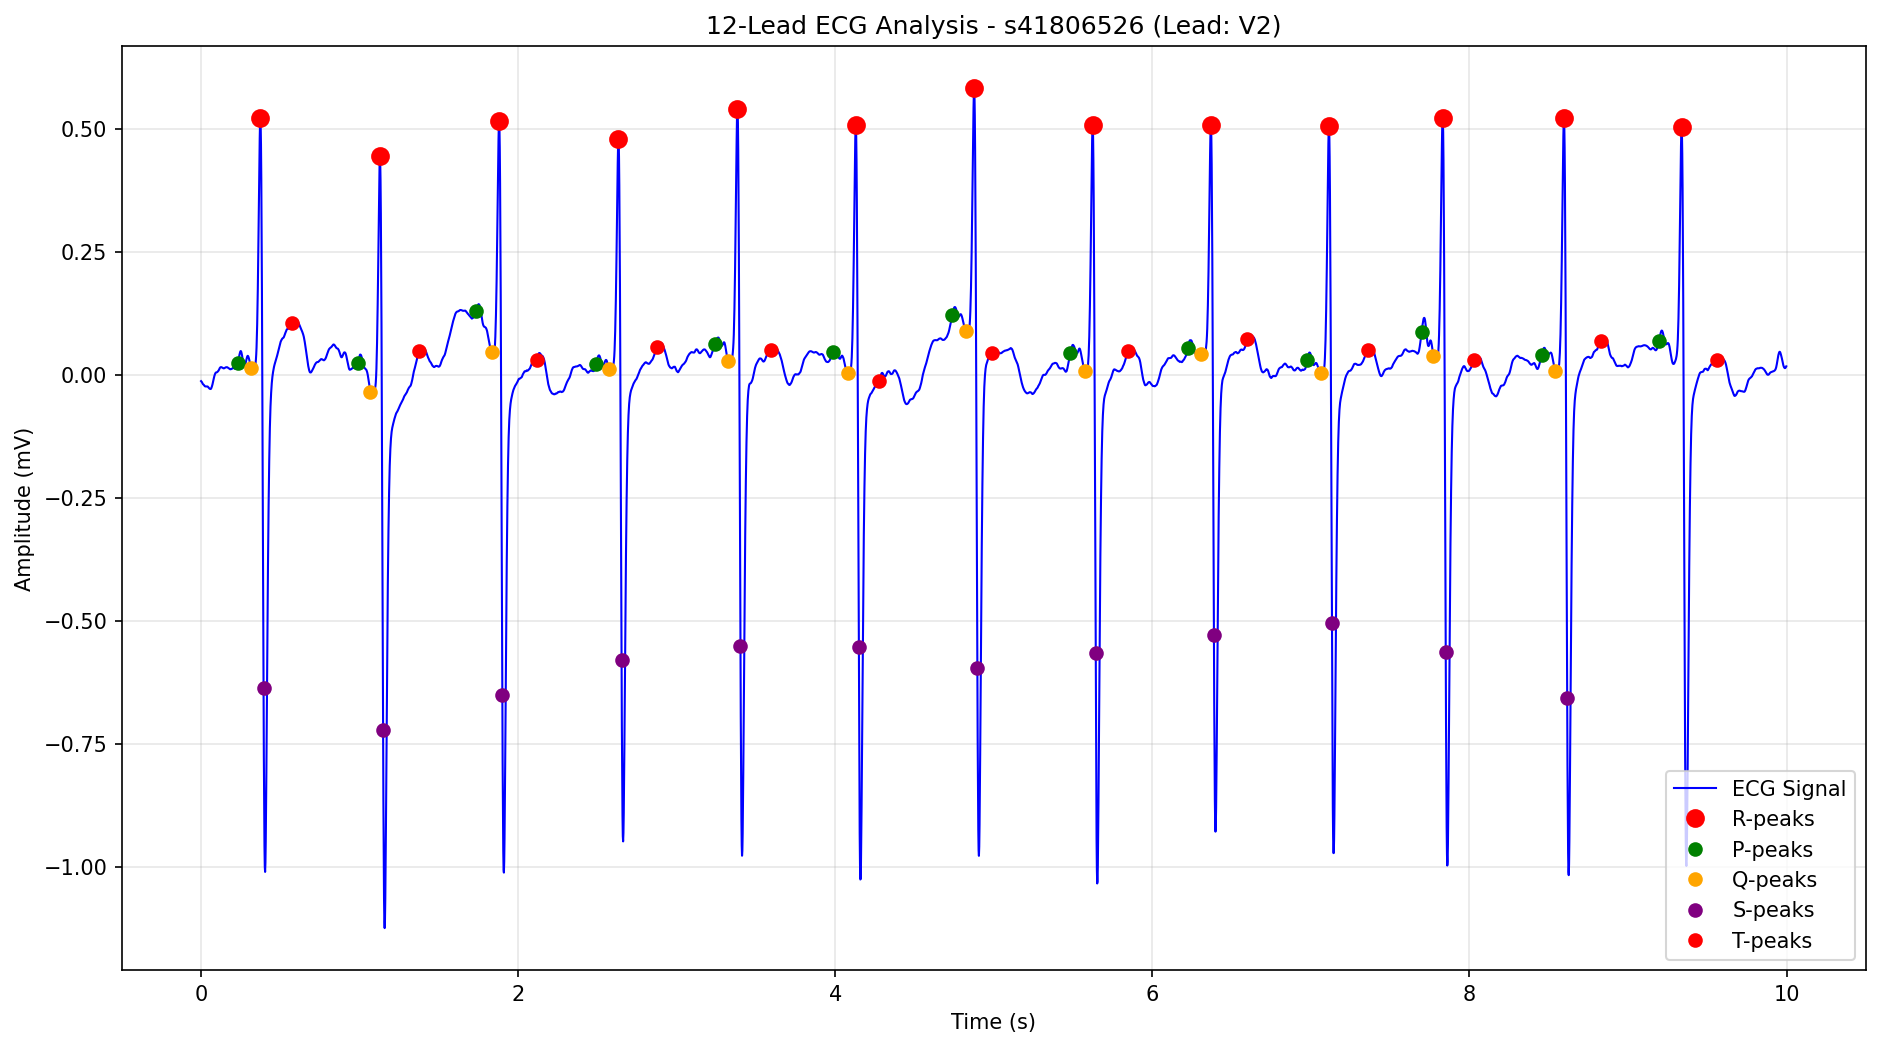 12-Lead ECG Analysis - s41806526 (Lead: V2)
Amplitude (mV)
0.50
0.25
0.00
−0.25
−0.50
−0.75
−1.00
0
2
4
6
8
10
Time (s)
ECG Signal
R-peaks
P-peaks
Q-peaks
S-peaks
T-peaks